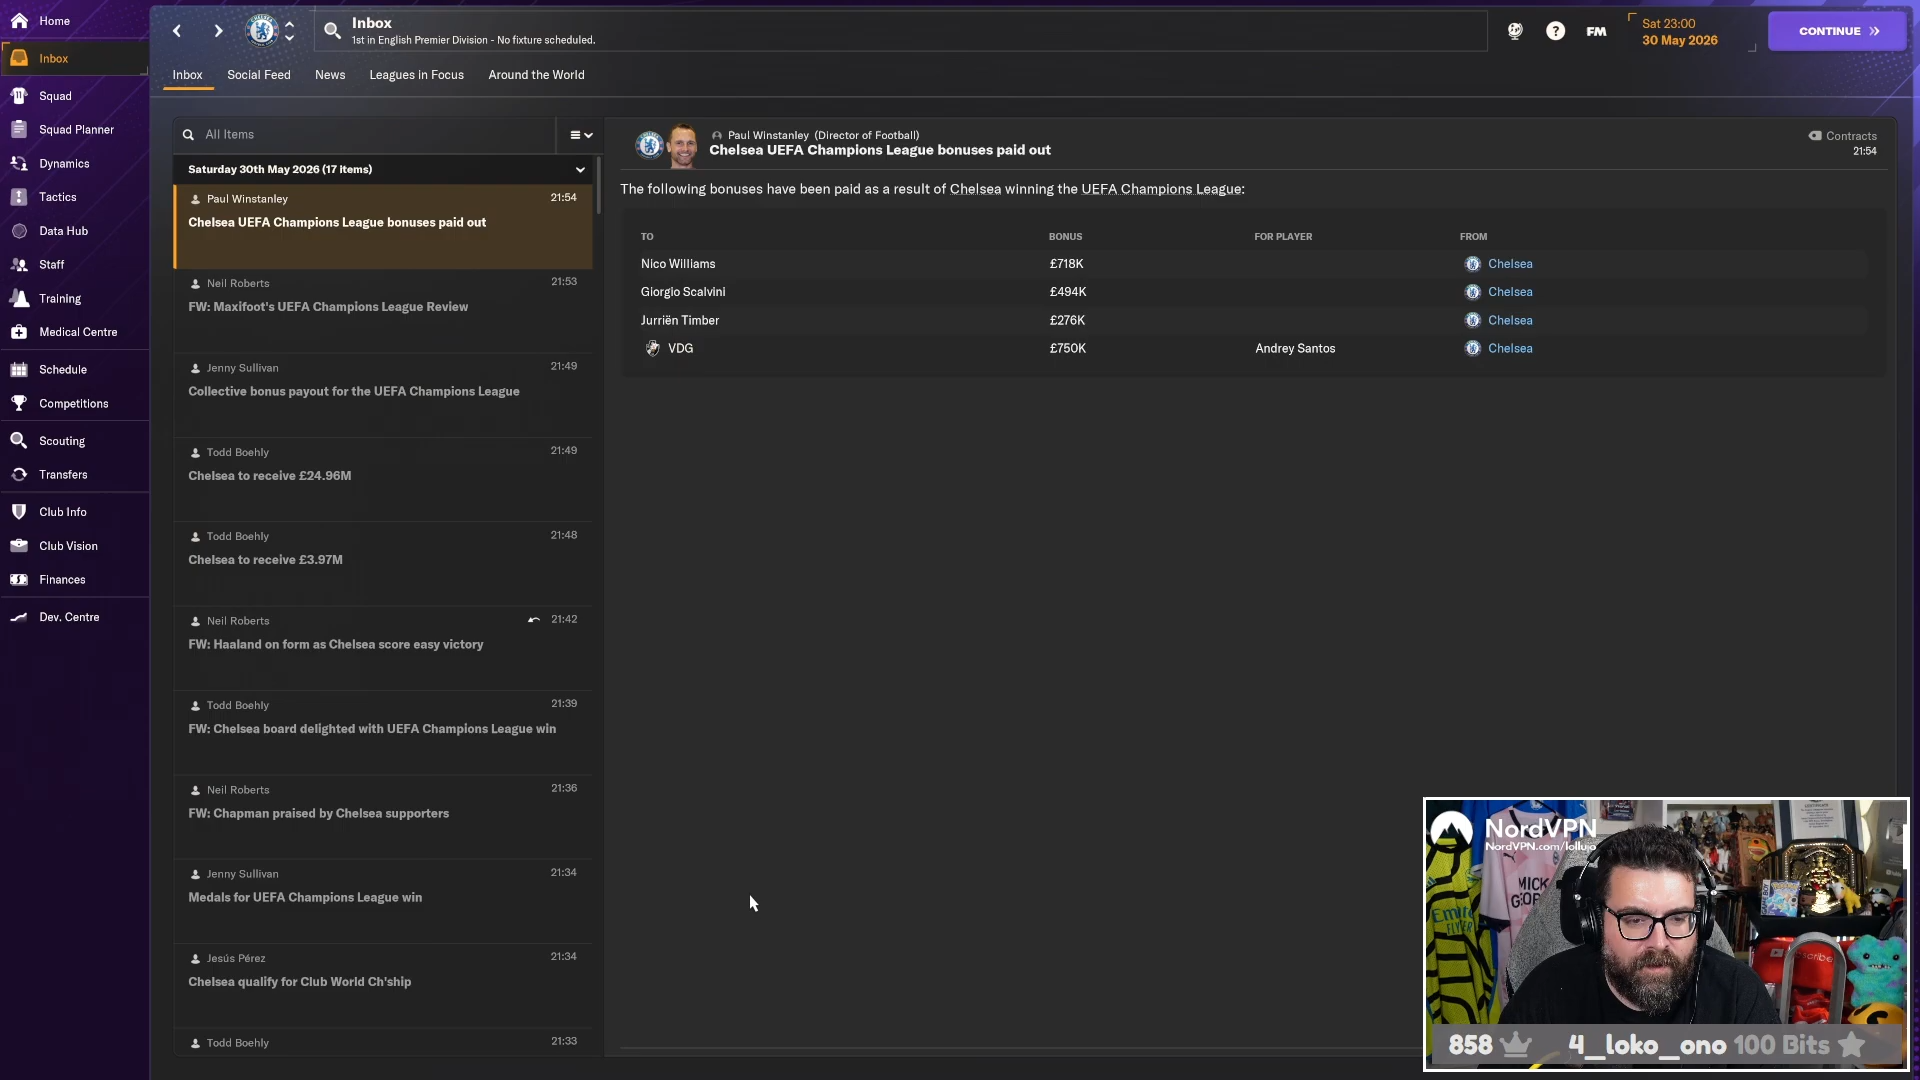 Home
Inbox
Squad
Squad Planner
Dynamics
Tactics
Data Hub
Staff
Training
Medical Centre
Schedule
Competitions
Scouting
Transfers
Club Info
Club Vision
Finances
Dev. Centre
Inbox
1st in English Premier Division - No fixture scheduled.
FM
Sat 23:00
30 May 2026
CONTINUE
Inbox Social Feed News Leagues in Focus Around the World
All Items
Saturday 30th May 2026 (17 Items)
Paul Winstanley 21:54
Chelsea UEFA Champions League bonuses paid out
Neil Roberts 21:53
FW: Maxifoot's UEFA Champions League Review
Jenny Sullivan 21:49
Collective bonus payout for the UEFA Champions League
Todd Boehly 21:49
Chelsea to receive £24.96M
Todd Boehly 21:48
Chelsea to receive £3.97M
Neil Roberts 21:42
FW: Haaland on form as Chelsea score easy victory
Todd Boehly 21:39
FW: Chelsea board delighted with UEFA Champions League win
Neil Roberts 21:36
FW: Chapman praised by Chelsea supporters
Jenny Sullivan 21:34
Medals for UEFA Champions League win
Jesús Pérez 21:34
Chelsea qualify for Club World Ch'ship
Todd Boehly 21:33
Paul Winstanley (Director of Football)
Chelsea UEFA Champions League bonuses paid out
Contracts
21:54
The following bonuses have been paid as a result of Chelsea winning the UEFA Champions League:
TO BONUS FOR PLAYER FROM
Nico Williams £718K Chelsea
Giorgio Scalvini £494K Chelsea
Jurriën Timber £276K Chelsea
VDG £750K Andrey Santos Chelsea
NordVPN
NordVPN.com/lollujo
MICK
858 4_loko_ono 100 Bits